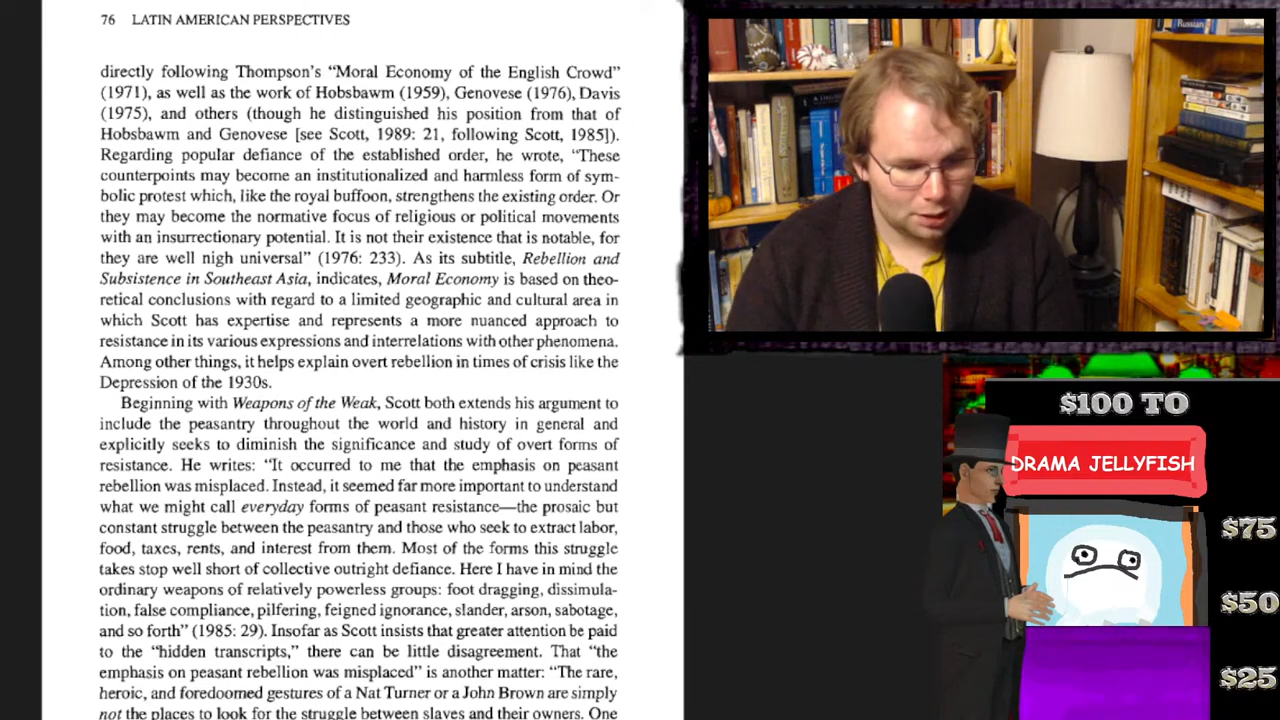 76 LATIN AMERICAN PERSPECTIVES
directly following Thompson's “Moral Economy of the English Crowd”
(1971), as well as the work of Hobsbawm (1959), Genovese (1976), Davis
(1975), and others (though he distinguished his position from that of
Hobsbawm and Genovese [see Scott, 1989: 21, following Scott, 1985]).
Regarding popular defiance of the established order, he wrote, “These
counterpoints may become an institutionalized and harmless form of sym-
bolic protest which, like the royal buffoon, strengthens the existing order. Or
they may become the normative focus of religious or political movements
with an insurrectionary potential. It is not their existence that is notable, for
they are well nigh universal” (1976: 233). As its subtitle, Rebellion and
Subsistence in Southeast Asia, indicates, Moral Economy is based on theo-
retical conclusions with regard to a limited geographic and cultural area in
which Scott has expertise and represents a more nuanced approach to
resistance in its various expressions and interrelations with other phenomena.
Among other things, it helps explain overt rebellion in times of crisis like the
Depression of the 1930s.
Beginning with Weapons of the Weak, Scott both extends his argument to
include the peasantry throughout the world and history in general and
explicitly seeks to diminish the significance and study of overt forms of
resistance. He writes: “It occurred to me that the emphasis on peasant
rebellion was misplaced. Instead, it seemed far more important to understand
what we might call everyday forms of peasant resistance—the prosaic but
constant struggle between the peasantry and those who seek to extract labor,
food, taxes, rents, and interest from them. Most of the forms this struggle
takes stop well short of collective outright defiance. Here I have in mind the
ordinary weapons of relatively powerless groups: foot dragging, dissimula-
tion, false compliance, pilfering, feigned ignorance, slander, arson, sabotage,
and so forth” (1985: 29). Insofar as Scott insists that greater attention be paid
to the “hidden transcripts,” there can be little disagreement. That “the
emphasis on peasant rebellion was misplaced” is another matter: “The rare,
heroic, and foredoomed gestures of a Nat Turner or a John Brown are simply
not the places to look for the struggle between slaves and their owners. One
Russian
$100 TO
DRAMA JELLYFISH
$75
$50
$25